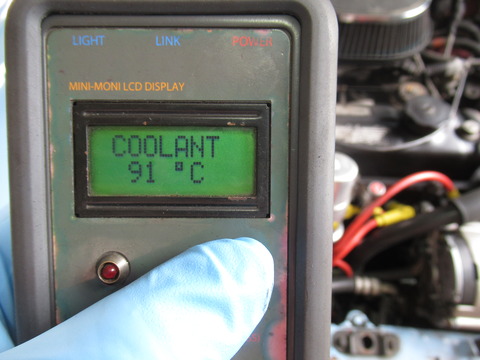 LIGHT LINK POWER
MINI-MONI LCD DISPLAY
COOLANT
91 °C